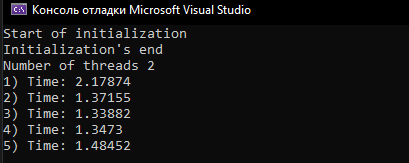 Консоль отладки Microsoft Visual Studio
Start of initialization
Initialization's end
Number of threads 2
1) Time: 2.17874
2) Time: 1.37155
3) Time: 1.33882
4) Time: 1.3473
5) Time: 1.48452